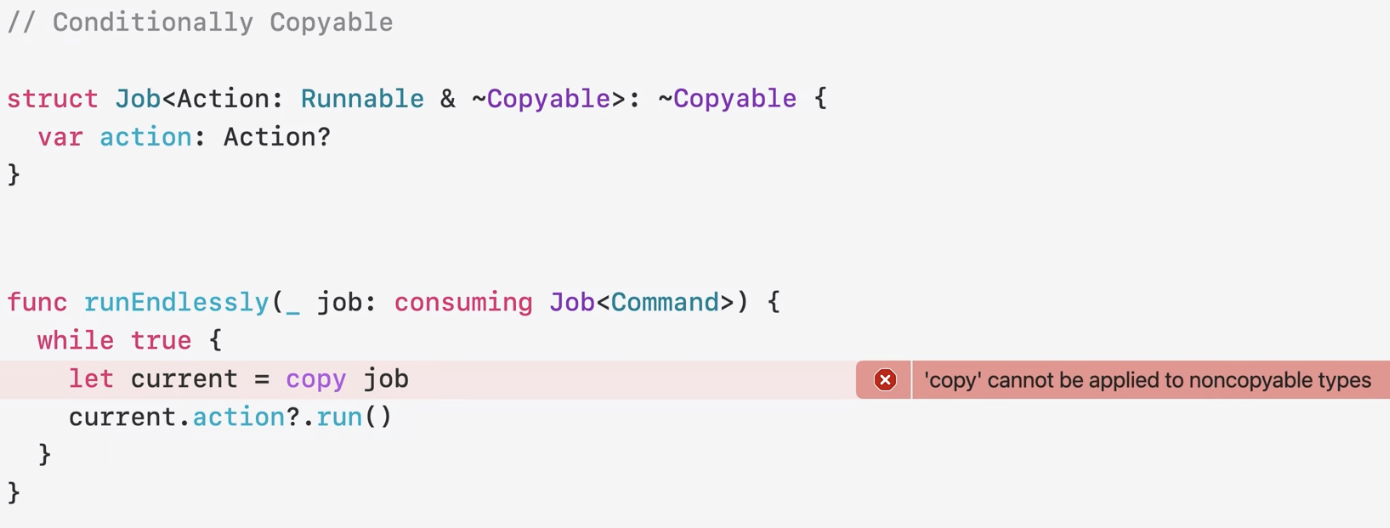 // Conditionally Copyable
struct Job<Action: Runnable & ~Copyable>: ~Copyable {
  var action: Action?
}
func runEndlessly(_ job: consuming Job<Command>) {
  while true {
    let current = copy job
'copy' cannot be applied to noncopyable types
    current.action?.run()
  }
}